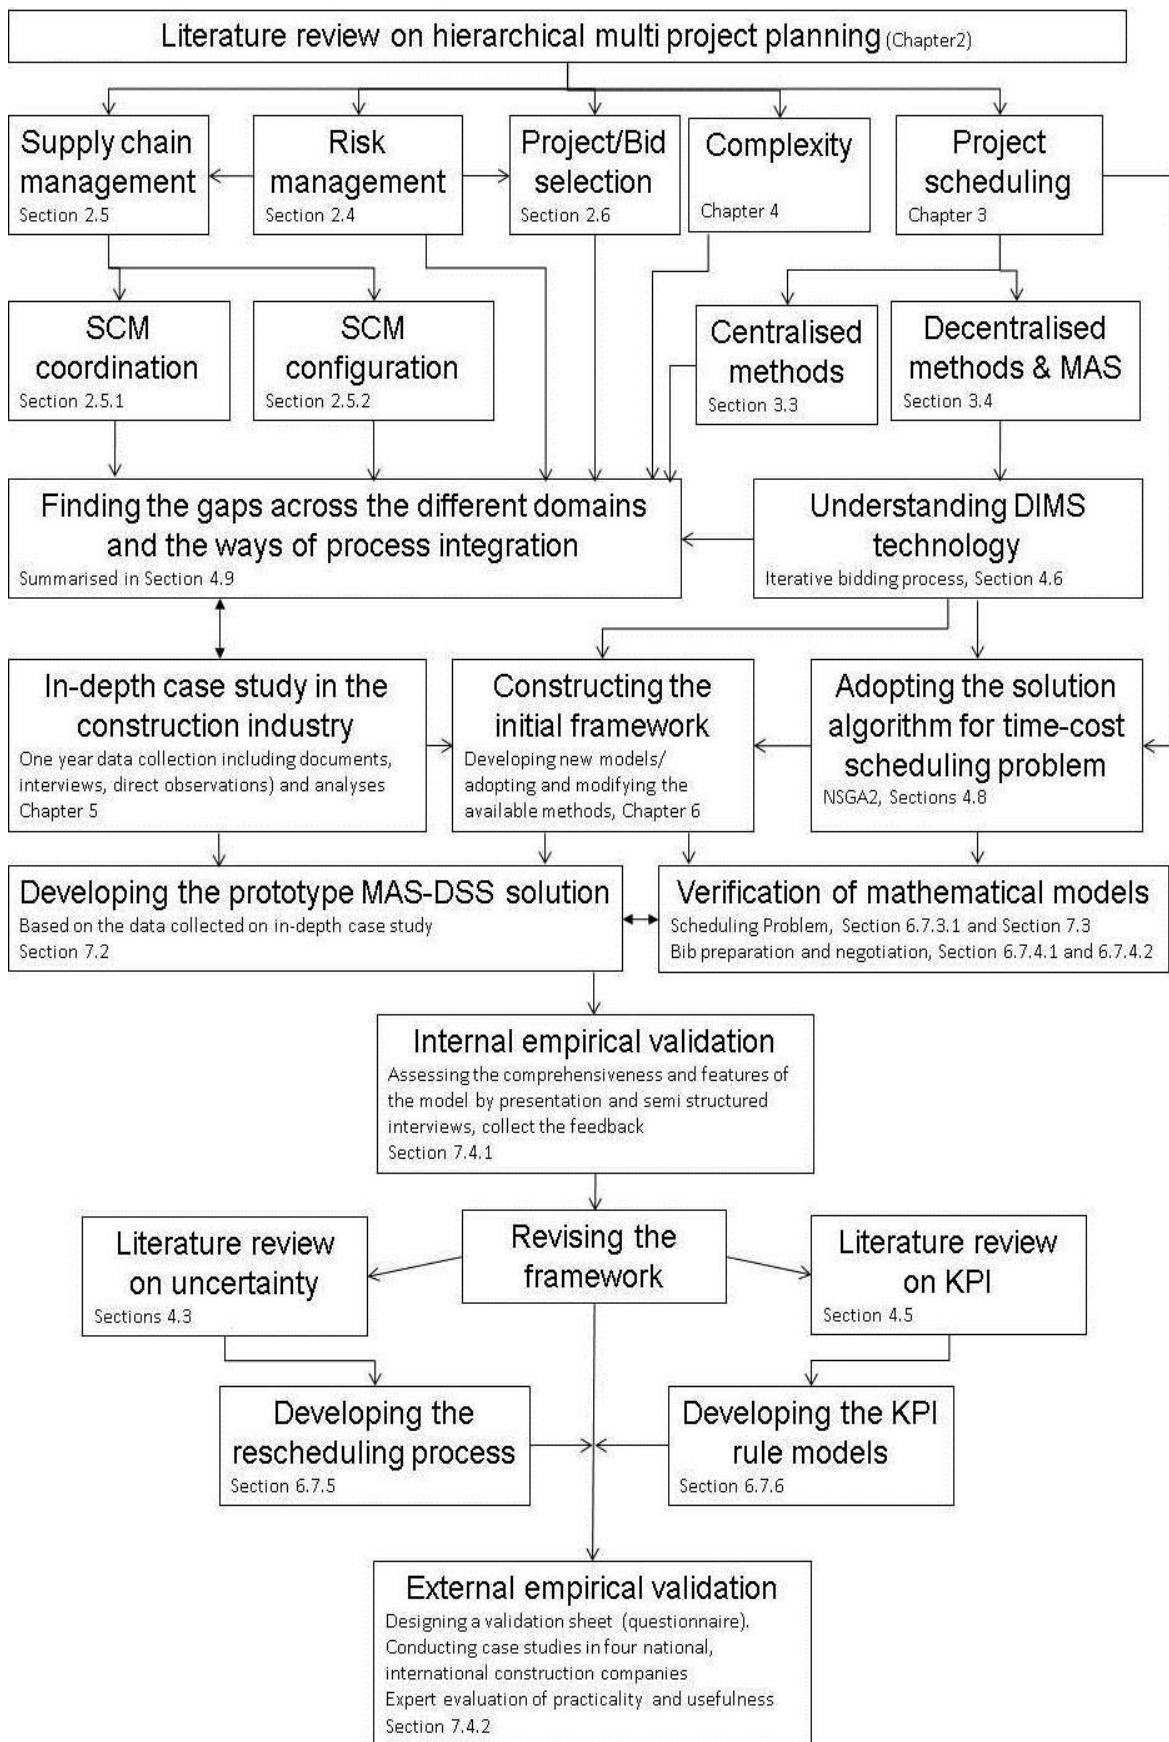 Literature review on hierarchical multi project planning (Chapter2)
Supply chain
management
Section 2.5
Risk
management
Section 2.4
Project/Bid
selection
Section 2.6
Complexity
Chapter 4
Project
scheduling
Chapter 3
SCM
coordination
Section 2.5.1
SCM
configuration
Section 2.5.2
Centralised
methods
Section 3.3
Decentralised
methods & MAS
Section 3.4
Finding the gaps across the different domains
and the ways of process integration
Summarised in Section 4.9
Understanding DIMS
technology
Iterative bidding process, Section 4.6
In-depth case study in the
construction industry
One year data collection including documents,
interviews, direct observations) and analyses
Chapter 5
Constructing the
initial framework
Developing new models/
adopting and modifying the
available methods, Chapter 6
Adopting the solution
algorithm for time-cost
scheduling problem
NSGA2, Sections 4.8
Developing the prototype MAS-DSS solution
Based on the data collected on in-depth case study
Section 7.2
Verification of mathematical models
Scheduling Problem, Section 6.7.3.1 and Section 7.3
Bib preparation and negotiation, Section 6.7.4.1 and 6.7.4.2
Internal empirical validation
Assessing the comprehensiveness and features of
the model by presentation and semi structured
interviews, collect the feedback
Section 7.4.1
Literature review
on uncertainty
Sections 4.3
Revising the
framework
Literature review
on KPI
Section 4.5
Developing the
rescheduling process
Section 6.7.5
Developing the KPI
rule models
Section 6.7.6
External empirical validation
Designing a validation sheet (questionnaire).
Conducting case studies in four national,
international construction companies
Expert evaluation of practicality and usefulness
Section 7.4.2